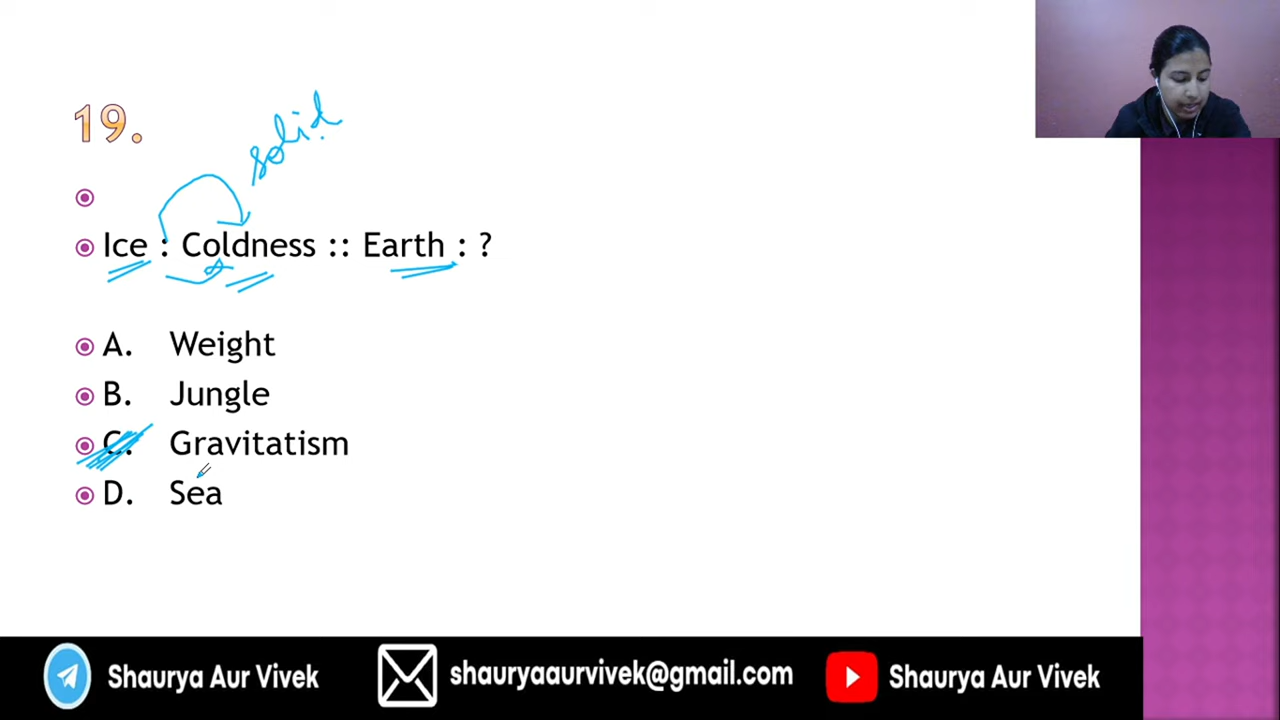 19.
solid
Ice : Coldness :: Earth : ?
A. Weight
B. Jungle
C. Gravitatism
D. Sea
Shaurya Aur Vivek
shauryaaurvivek@gmail.com
Shaurya Aur Vivek